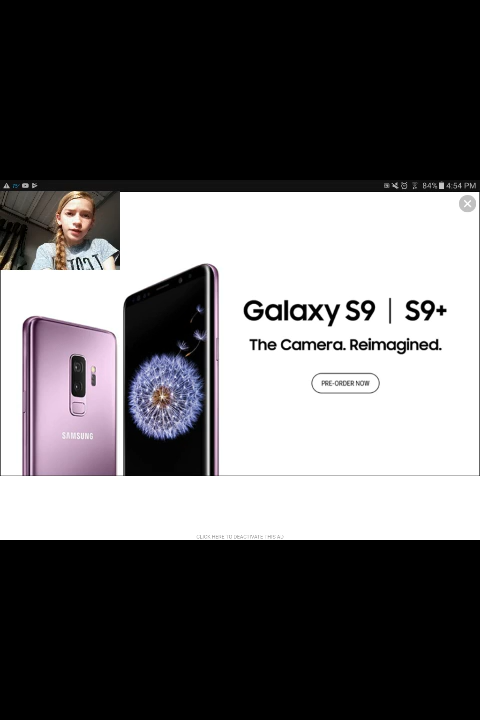 84% 4:54 PM
Galaxy S9 | S9+
The Camera. Reimagined.
PRE-ORDER NOW
SAMSUNG